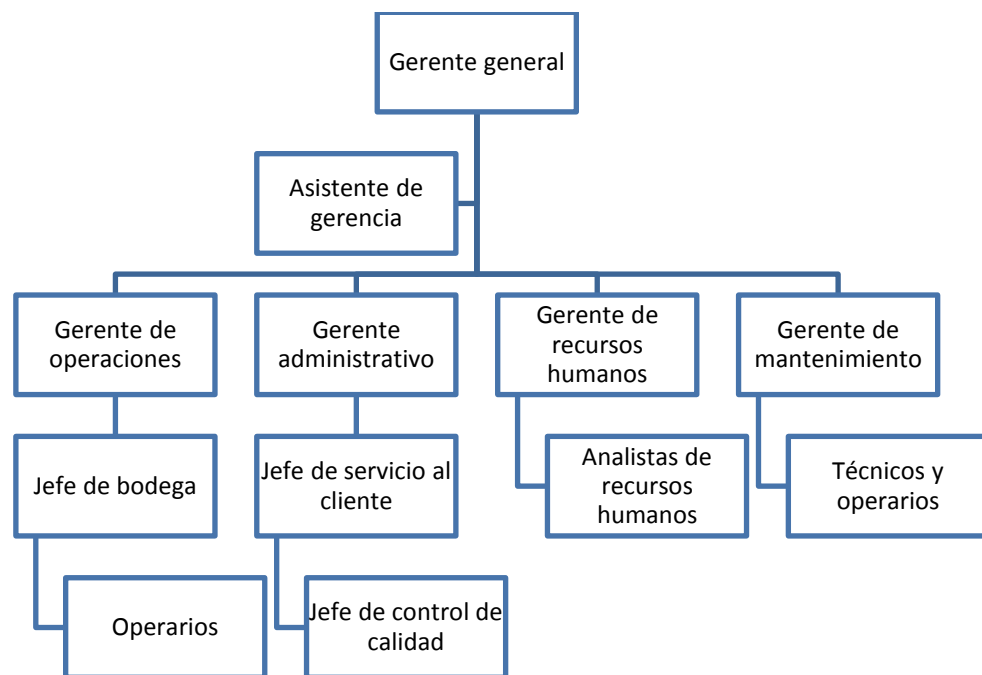 Gerente general
Asistente de
gerencia
Gerente de
operaciones
Gerente
administrativo
Gerente de
recursos
humanos
Gerente de
mantenimiento
Jefe de bodega
Jefe de servicio al
cliente
Analistas de
recursos
humanos
Técnicos y
operarios
Operarios
Jefe de control de
calidad